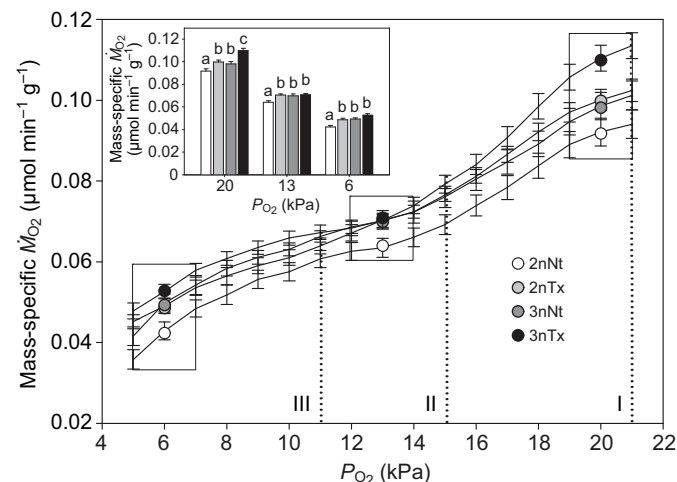 0.12
0.10
0.08
0.06
0.04
0.02
Mass-specific ṀO2 (μmol min–1 g–1)
4 6 8 10 12 14 16 18 20 22
PO2 (kPa)
III II I
2nNt
2nTx
3nNt
3nTx
Mass-specific ṀO2
(μmol min–1 g–1)
0.12
0.10
0.08
0.06
0.04
0.02
0
a b b c
a b b b
a b b b
20 13 6
PO2 (kPa)